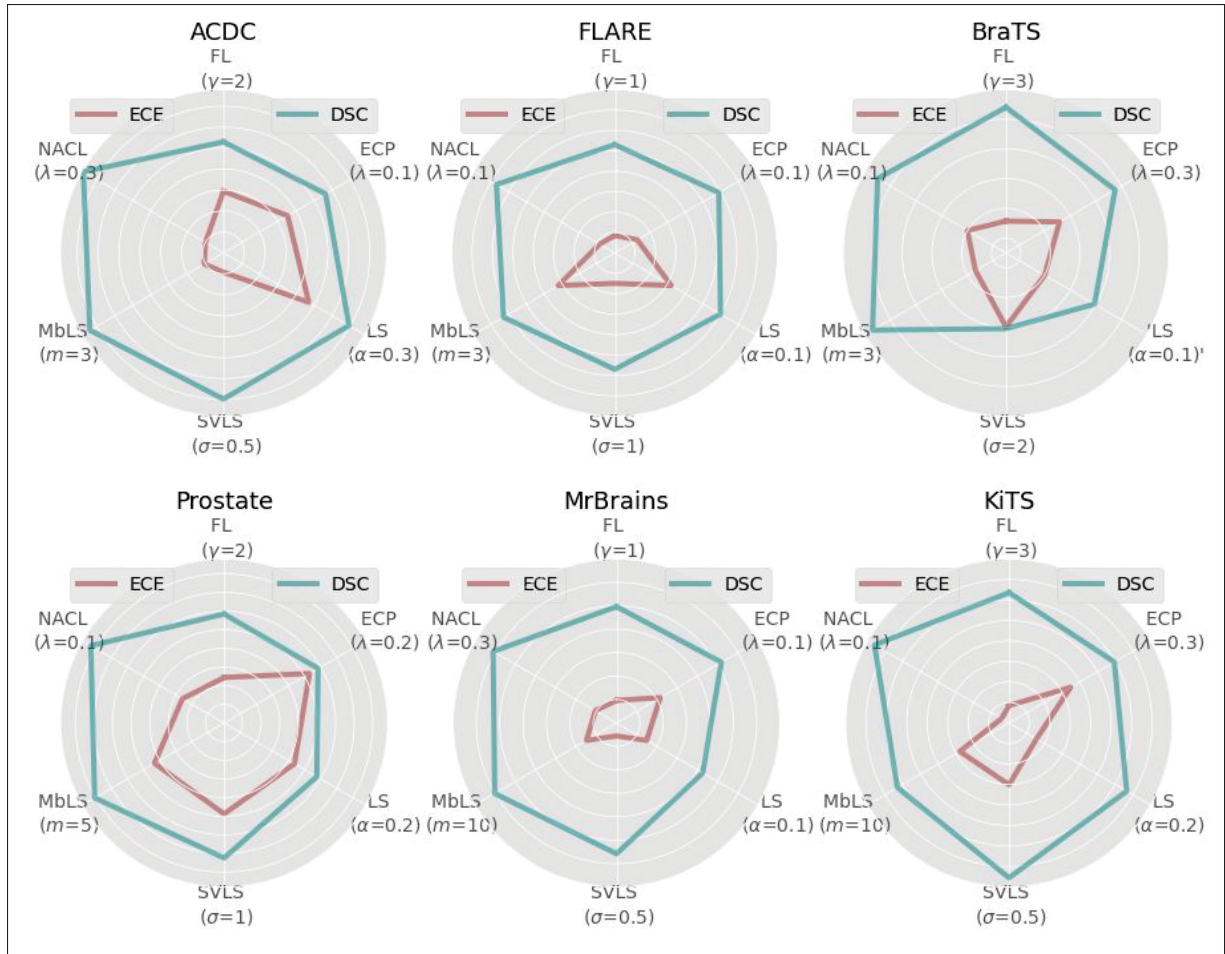 ACDC
FL
(γ=2)
ECE
DSC
NACL
(λ=0.3)
ECP
(λ=0.1)
MbLS
(m=3)
LS
(α=0.3)
SVLS
(σ=0.5)
FLARE
FL
(γ=1)
ECE
DSC
NACL
(λ=0.1)
ECP
(λ=0.1)
MbLS
(m=3)
LS
(α=0.1)
SVLS
(σ=1)
BraTS
FL
(γ=3)
ECE
DSC
NACL
(λ=0.1)
ECP
(λ=0.3)
MbLS
(m=3)
'LS
(α=0.1)'
SVLS
(σ=2)
Prostate
FL
(γ=2)
ECE
DSC
NACL
(λ=0.1)
ECP
(λ=0.2)
MbLS
(m=5)
LS
(α=0.2)
SVLS
(σ=1)
MrBrains
FL
(γ=1)
ECE
DSC
NACL
(λ=0.3)
ECP
(λ=0.1)
MbLS
(m=10)
LS
(α=0.1)
SVLS
(σ=0.5)
KiTS
FL
(γ=3)
ECE
DSC
NACL
(λ=0.1)
ECP
(λ=0.3)
MbLS
(m=10)
LS
(α=0.2)
SVLS
(σ=0.5)